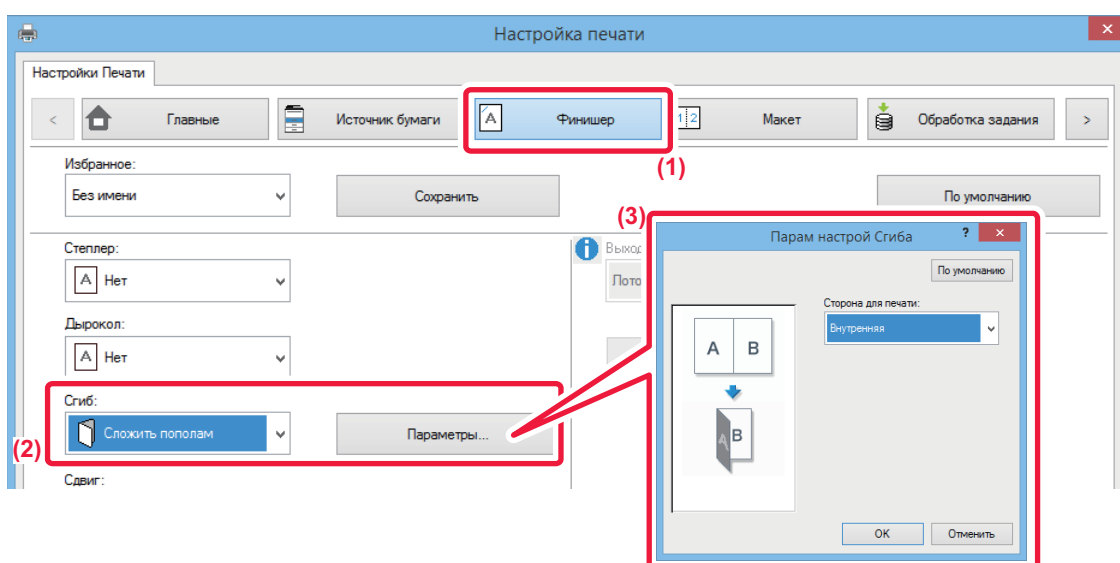 Настройка печати
Настройки Печати
< Главные Источник бумаги A Финишер 1 2 Макет Обработка задания >
(1)
Избранное:
Без имени Сохранить По умолчанию
(3)
Парам настрой Сгиба ?
По умолчанию
Степлер:
A Нет
Дырокол:
A Нет
Сторона для печати:
Внутренняя
A B
A B
Сгиб:
(2) Сложить пополам Параметры...
Сдвиг:
OK Отменить